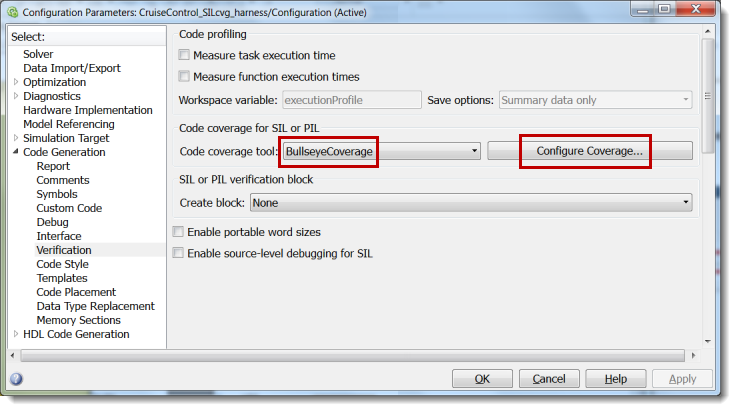 Configuration Parameters: CruiseControl_SILcvg_harness/Configuration (Active)
Select:
Solver
Data Import/Export
Optimization
Diagnostics
Hardware Implementation
Model Referencing
Simulation Target
Code Generation
Report
Comments
Symbols
Custom Code
Debug
Interface
Verification
Code Style
Templates
Code Placement
Data Type Replacement
Memory Sections
HDL Code Generation
Code profiling
Measure task execution time
Measure function execution times
Workspace variable: executionProfile Save options: Summary data only
Code coverage for SIL or PIL
Code coverage tool: BullseyeCoverage Configure Coverage...
SIL or PIL verification block
Create block: None
Enable portable word sizes
Enable source-level debugging for SIL
OK Cancel Help Apply